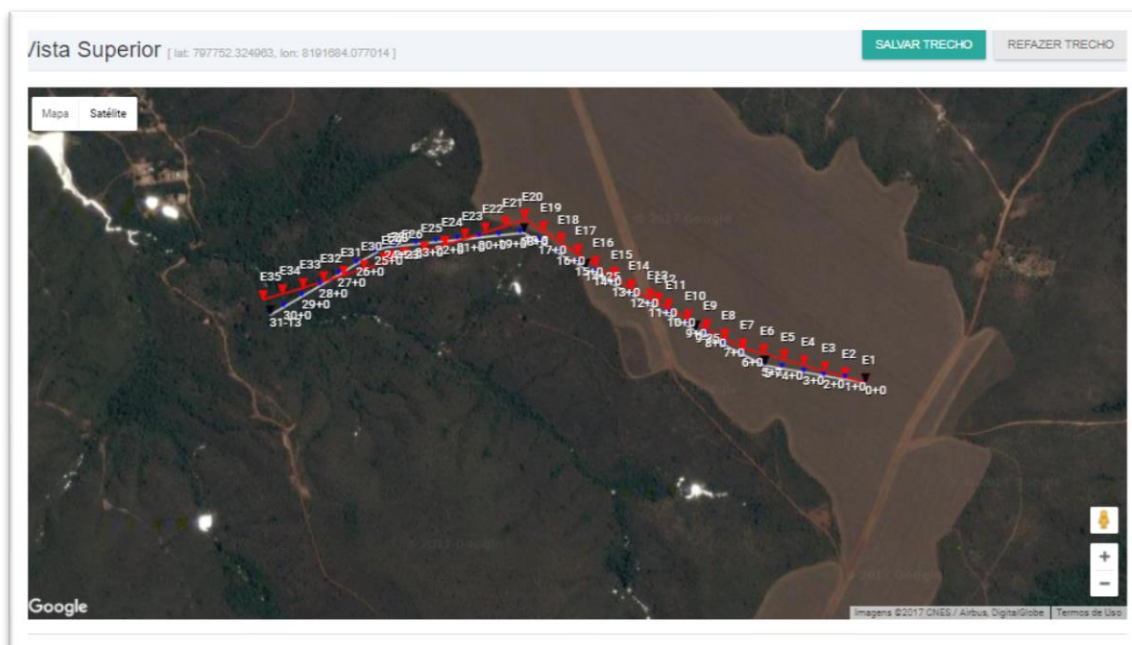 Vista Superior [ lat: 797752.324963, lon: 8191684.077014 ]
SALVAR TRECHO
REFAZER TRECHO
Mapa Satélite
E20
E21
E19
E22
E18
E23
E17
E24
E25
E16
E30
E15
E31
E14
E32
E33
E34
E35
E11
E10
E9
E8
E7
E6
E5
E4
E3
E2
E1
19+0
17+0
16+0
15+0
14+0
13+0
12+0
11+0
10+0
8+0
7+0
6+0
4+0
3+0
2+0
1+0
0+0
25+0
26+0
27+0
28+0
29+0
30+0
31-13
Google
Imagens ©2017 CNES / Airbus, DigitalGlobe Termos de Uso